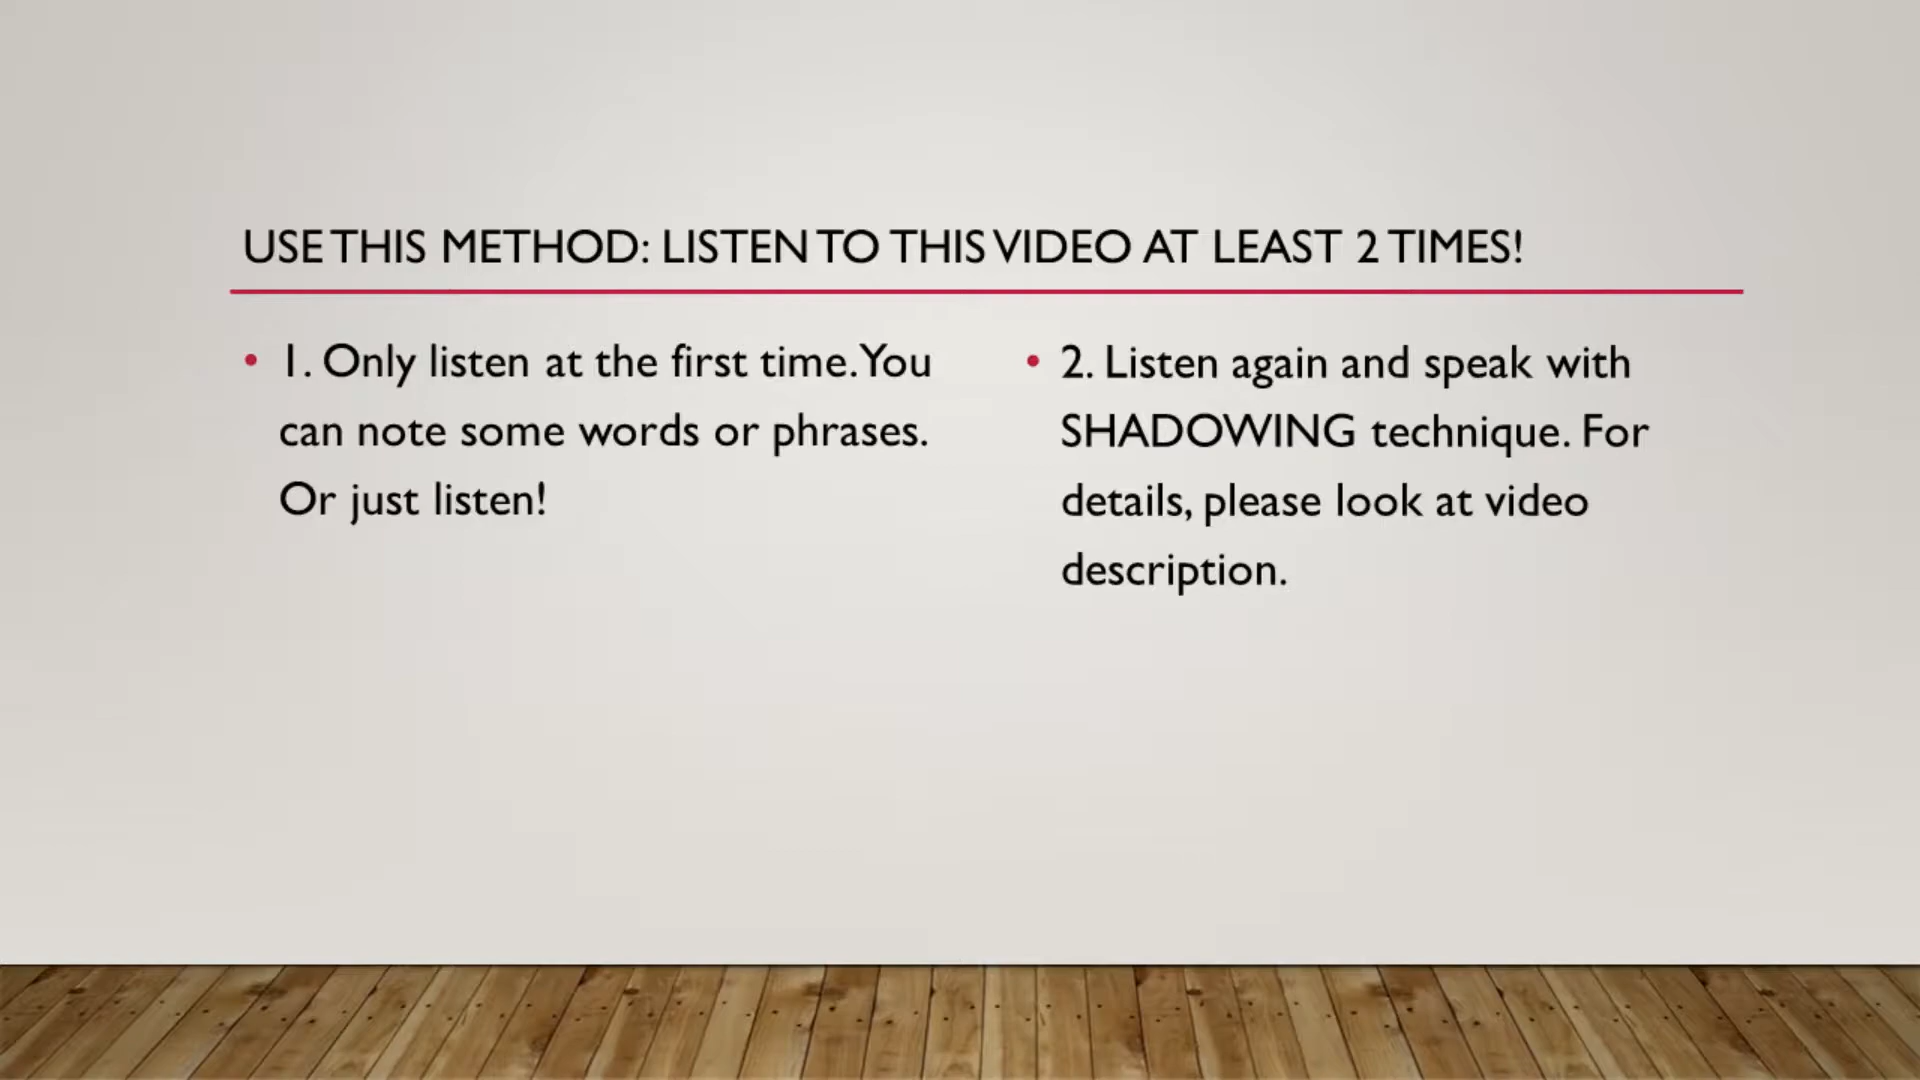 USE THIS METHOD: LISTEN TO THIS VIDEO AT LEAST 2 TIMES!
• 1. Only listen at the first time. You
can note some words or phrases.
Or just listen!
• 2. Listen again and speak with
SHADOWING technique. For
details, please look at video
description.